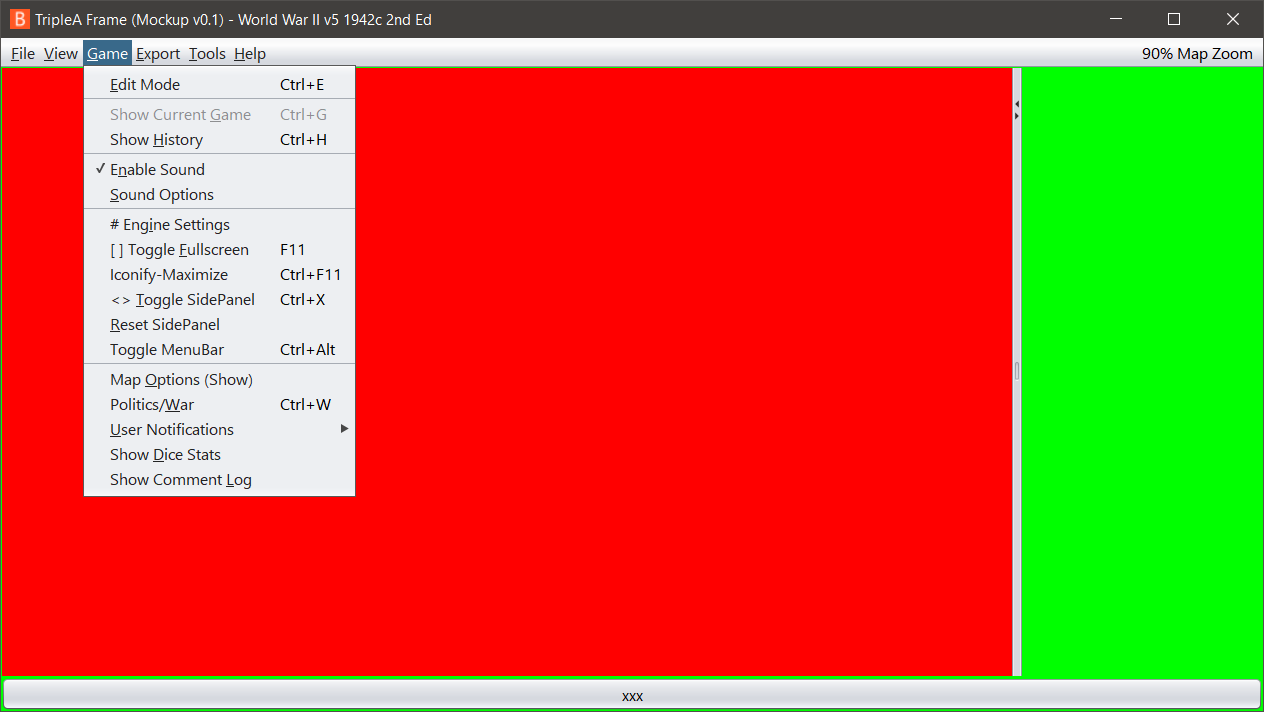 B TripleA Frame (Mockup v0.1) - World War II v5 1942c 2nd Ed
File View Game Export Tools Help 90% Map Zoom
Edit Mode Ctrl+E
Show Current Game Ctrl+G
Show History Ctrl+H
✓ Enable Sound
Sound Options
# Engine Settings
[ ] Toggle Fullscreen F11
Iconify-Maximize Ctrl+F11
<> Toggle SidePanel Ctrl+X
Reset SidePanel
Toggle MenuBar Ctrl+Alt
Map Options (Show)
Politics/War Ctrl+W
User Notifications
Show Dice Stats
Show Comment Log
xxx